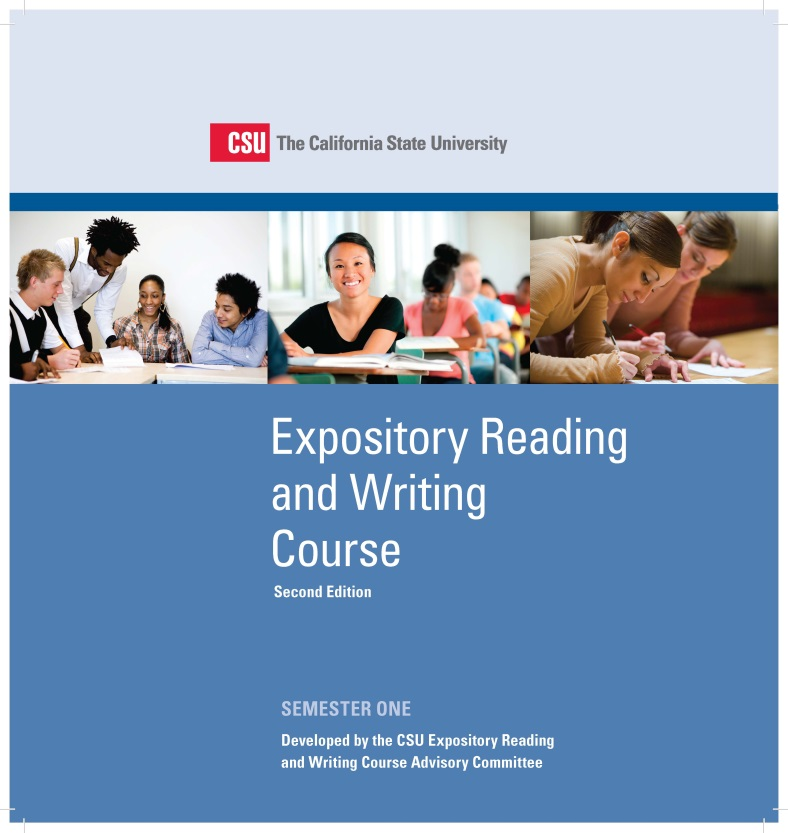 CSU The California State University
Expository Reading
and Writing
Course
Second Edition
SEMESTER ONE
Developed by the CSU Expository Reading
and Writing Course Advisory Committee